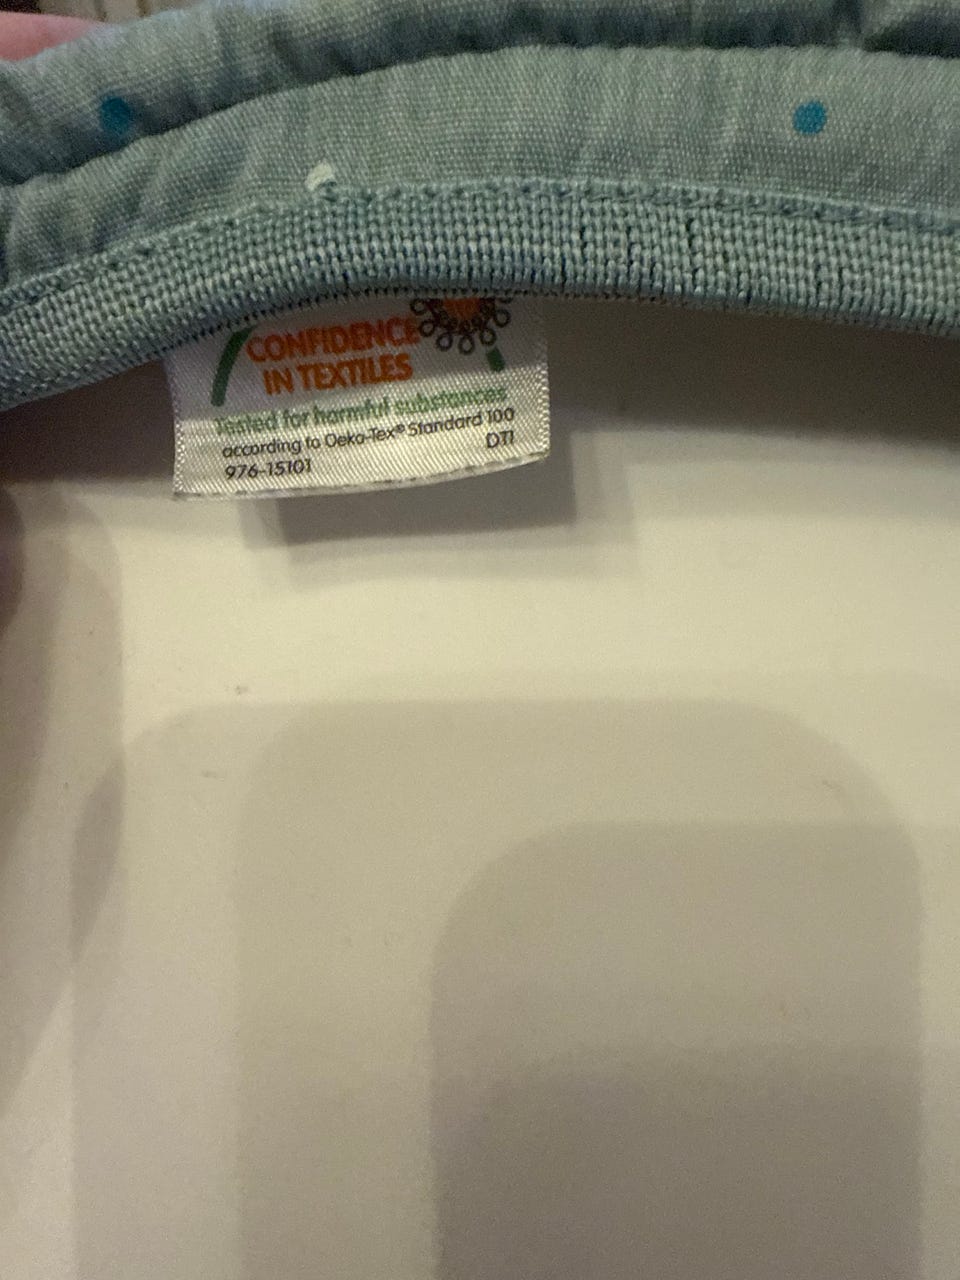 CONFIDENCE
IN TEXTILES
Tested for harmful substances
according to Oeko-Tex® Standard 100
976-15101 DTI